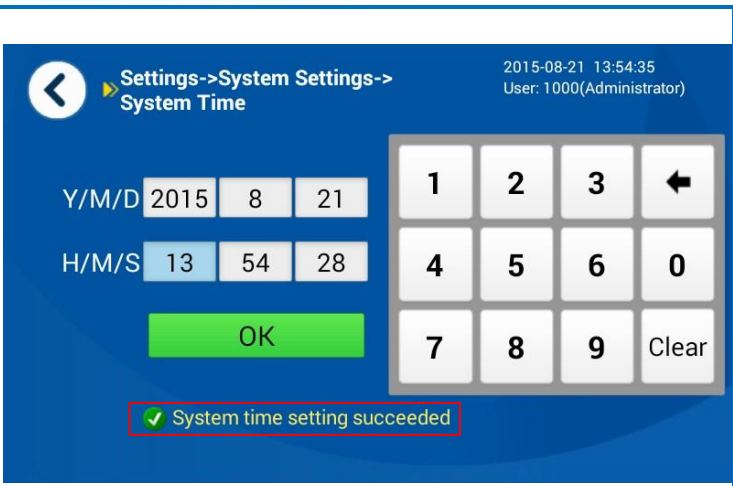 Settings->System Settings->
System Time
2015-08-21 13:54:35
User: 1000(Administrator)
Y/M/D 2015 8 21
H/M/S 13 54 28
OK
1 2 3
4 5 6 0
7 8 9 Clear
System time setting succeeded